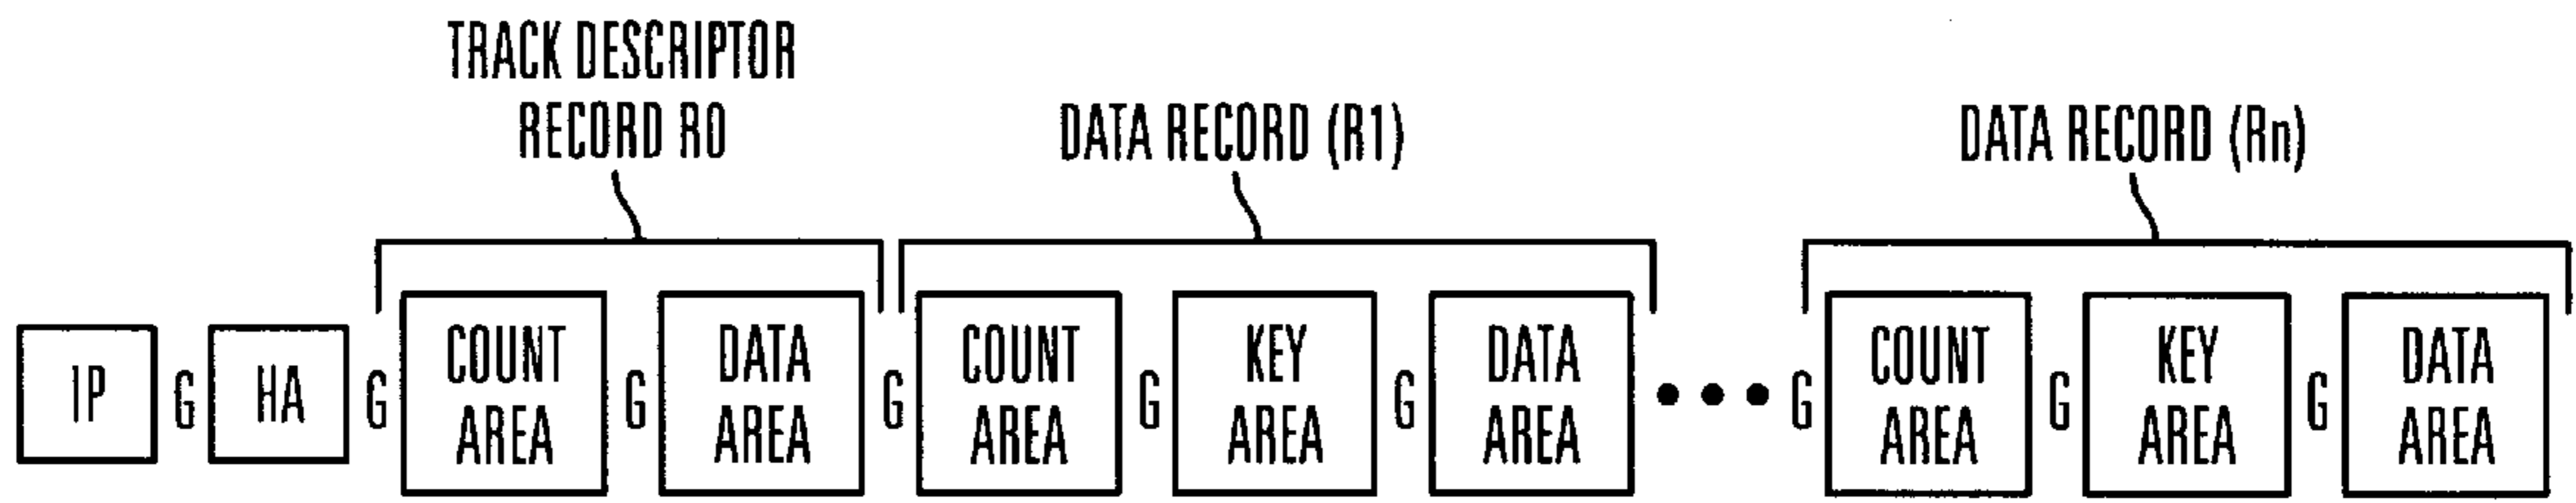 TRACK DESCRIPTOR
RECORD R0
DATA RECORD (R1)
DATA RECORD (Rn)
IP G HA G COUNT AREA G DATA AREA G COUNT AREA G KEY AREA G DATA AREA ••• G COUNT AREA G KEY AREA G DATA AREA